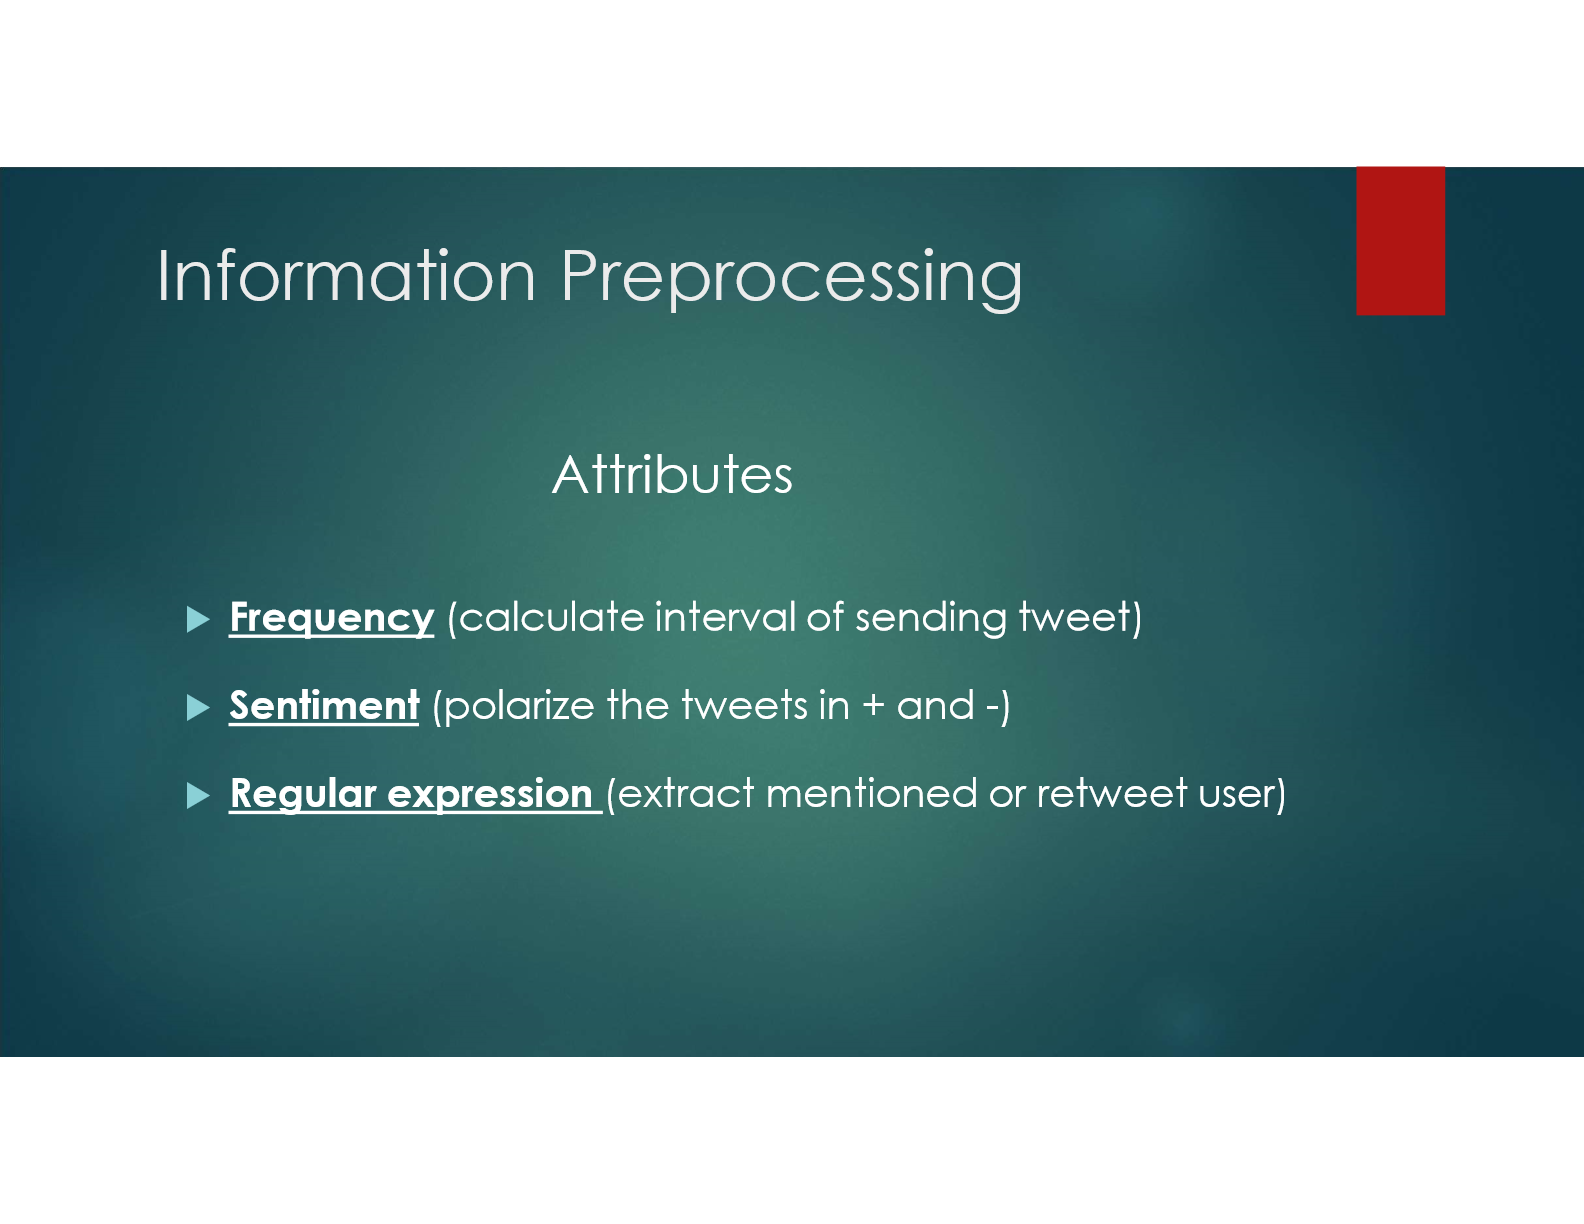 Information Preprocessing
Attributes
Frequency (calculate interval of sending tweet)
Sentiment (polarize the tweets in + and -)
Regular expression (extract mentioned or retweet user)